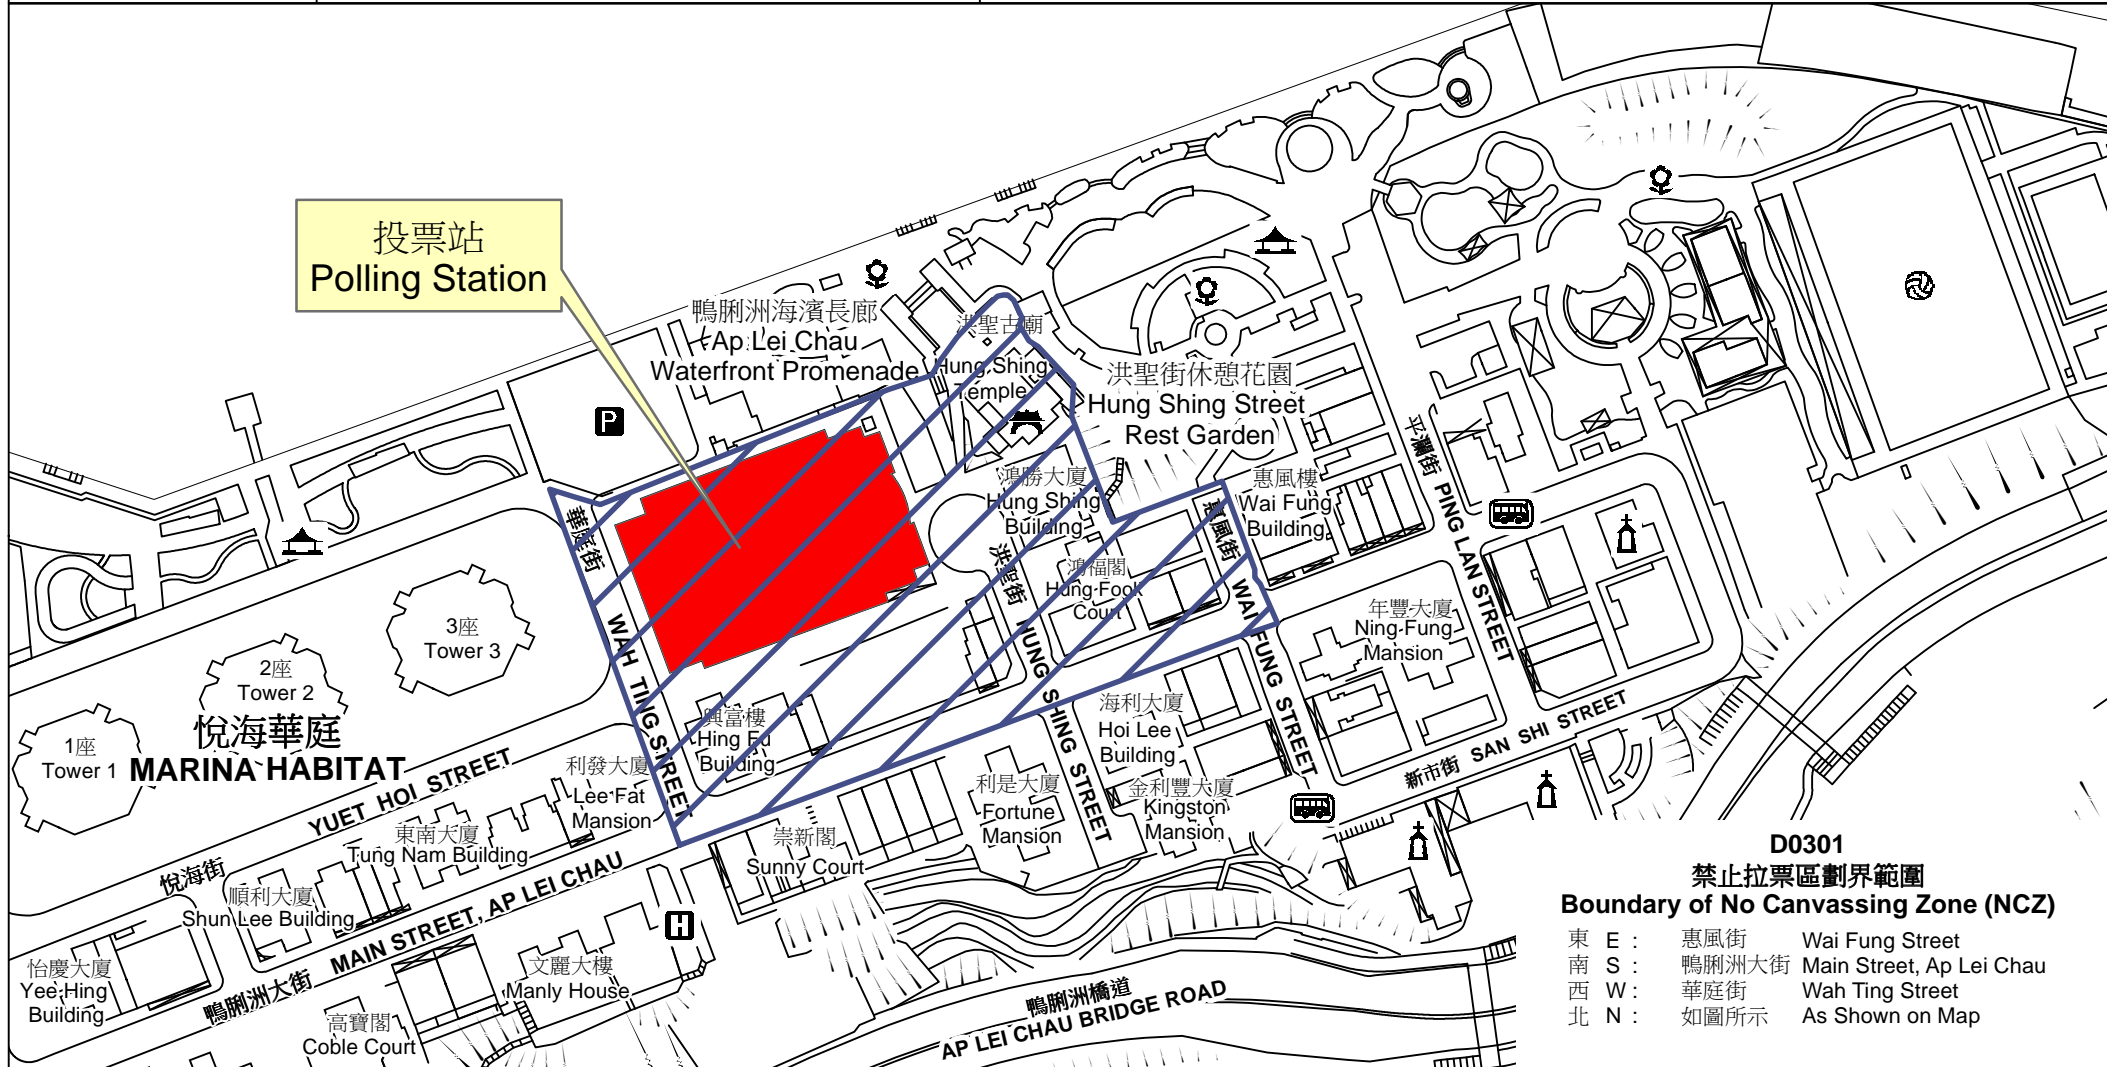 投票站
Polling Station
鴨脷洲海濱長廊
Ap Lei Chau
Waterfront Promenade
洪聖古廟
Hung Shing
Temple
洪聖街休憩花園
Hung Shing Street
Rest Garden
P
鴻勝大廈
Hung Shing
Building
惠風樓
Wai Fung
Building
平瀾街 PING LAN STREET
華庭街
WAH TING STREET
洪聖街
HUNG SHING STREET
鴻福閣
Hung Fook
Court
惠風街
WAI FUNG STREET
年豐大廈
Ning Fung
Mansion
3座
Tower 3
2座
Tower 2
1座
Tower 1
悅海華庭
MARINA HABITAT
興富樓
Hing Fu
Building
海利大廈
Hoi Lee
Building
利發大廈
Lee Fat
Mansion
利是大廈
Fortune
Mansion
金利豐大廈
Kingston
Mansion
新市街 SAN SHI STREET
悅海街
YUET HOI STREET
東南大廈
Tung Nam Building
崇新閣
Sunny Court
順利大廈
Shun Lee Building
鴨脷洲大街
MAIN STREET, AP LEI CHAU
H
怡慶大廈
Yee Hing
Building
文麗大樓
Manly House
高寶閣
Coble Court
鴨脷洲橋道
AP LEI CHAU BRIDGE ROAD
D0301
禁止拉票區劃界範圍
Boundary of No Canvassing Zone (NCZ)
東 E : 惠風街 Wai Fung Street
南 S : 鴨脷洲大街 Main Street, Ap Lei Chau
西 W : 華庭街 Wah Ting Street
北 N : 如圖所示 As Shown on Map